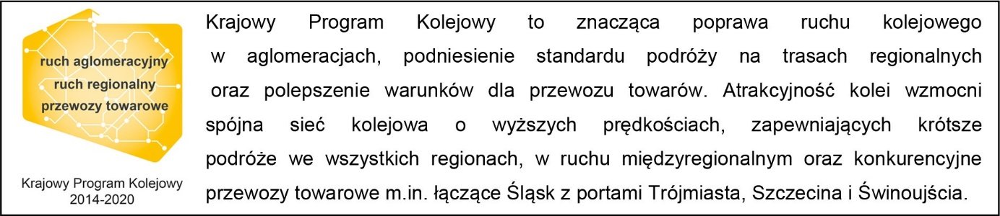 ruch aglomeracyjny
ruch regionalny
przewozy towarowe
Krajowy Program Kolejowy
2014-2020
Krajowy Program Kolejowy to znacząca poprawa ruchu kolejowego
w aglomeracjach, podniesienie standardu podróży na trasach regionalnych
oraz polepszenie warunków dla przewozu towarów. Atrakcyjność kolei wzmocni
spójna sieć kolejowa o wyższych prędkościach, zapewniających krótsze
podróże we wszystkich regionach, w ruchu międzyregionalnym oraz konkurencyjne
przewozy towarowe m.in. łączące Śląsk z portami Trójmiasta, Szczecina i Świnoujścia.